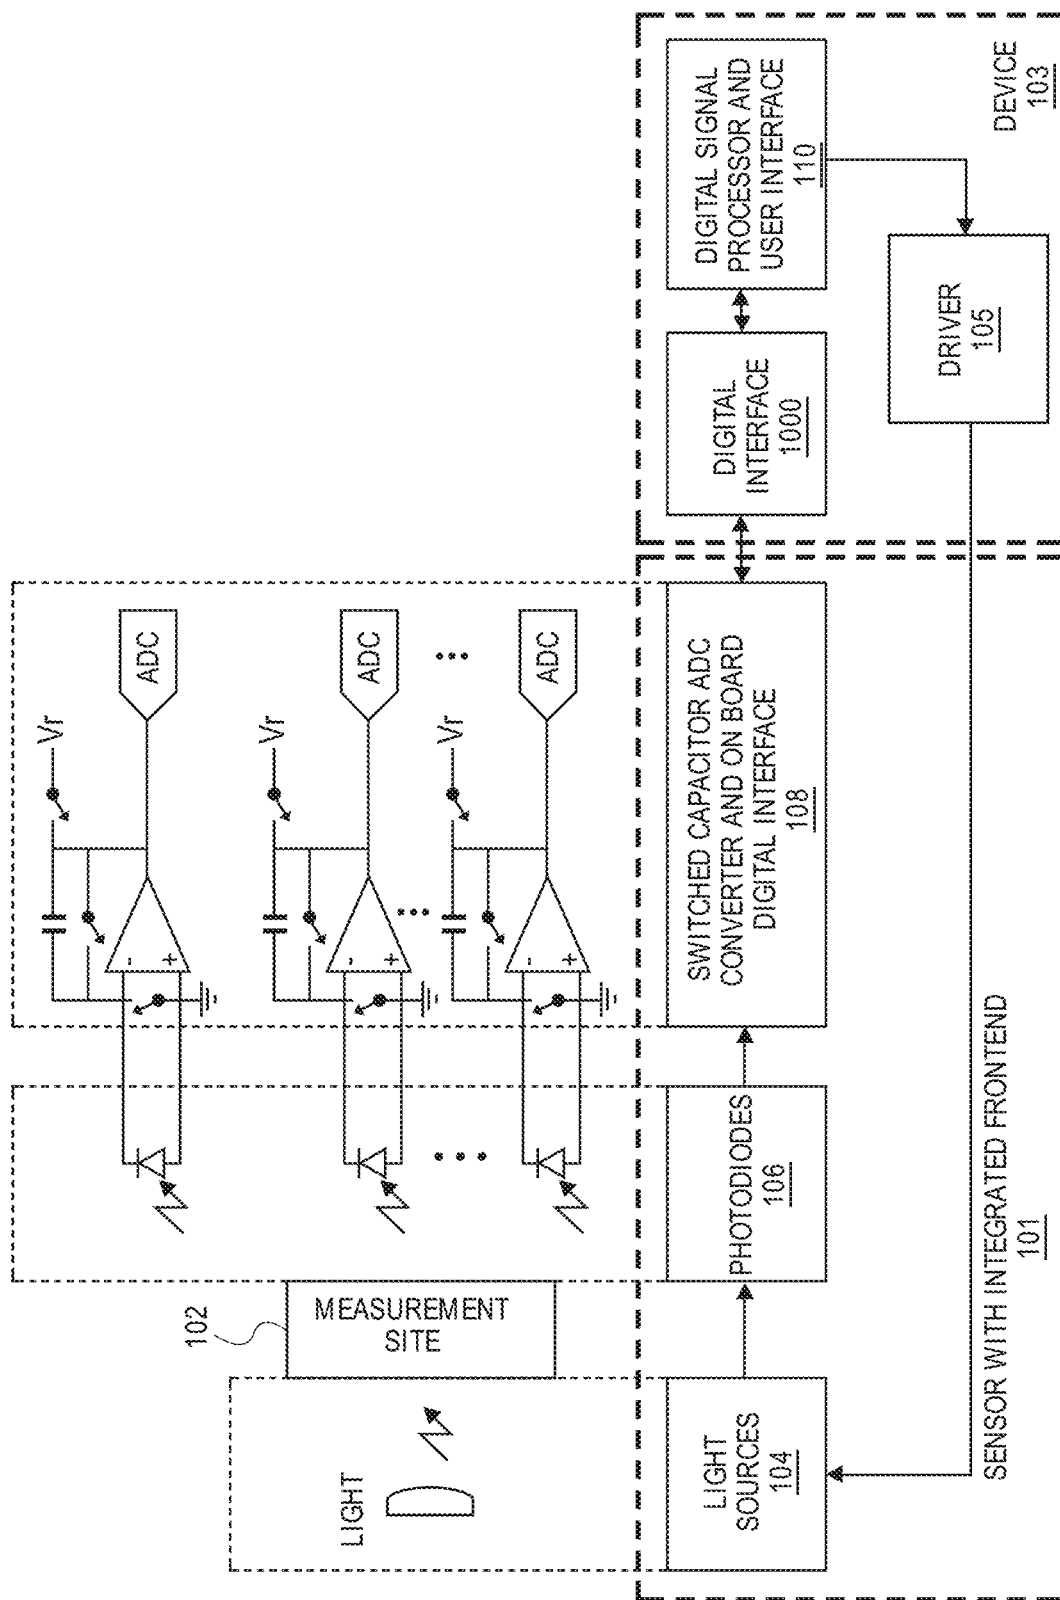 LIGHT
102
MEASUREMENT
SITE
-
+
Vr
ADC
-
+
Vr
ADC
-
+
Vr
ADC
LIGHT
SOURCES
104
PHOTODIODES
106
SWITCHED CAPACITOR ADC
CONVERTER AND ON BOARD
DIGITAL INTERFACE
108
DIGITAL
INTERFACE
1000
DIGITAL SIGNAL
PROCESSOR AND
USER INTERFACE
110
DRIVER
105
SENSOR WITH INTEGRATED FRONTEND
101
DEVICE
103